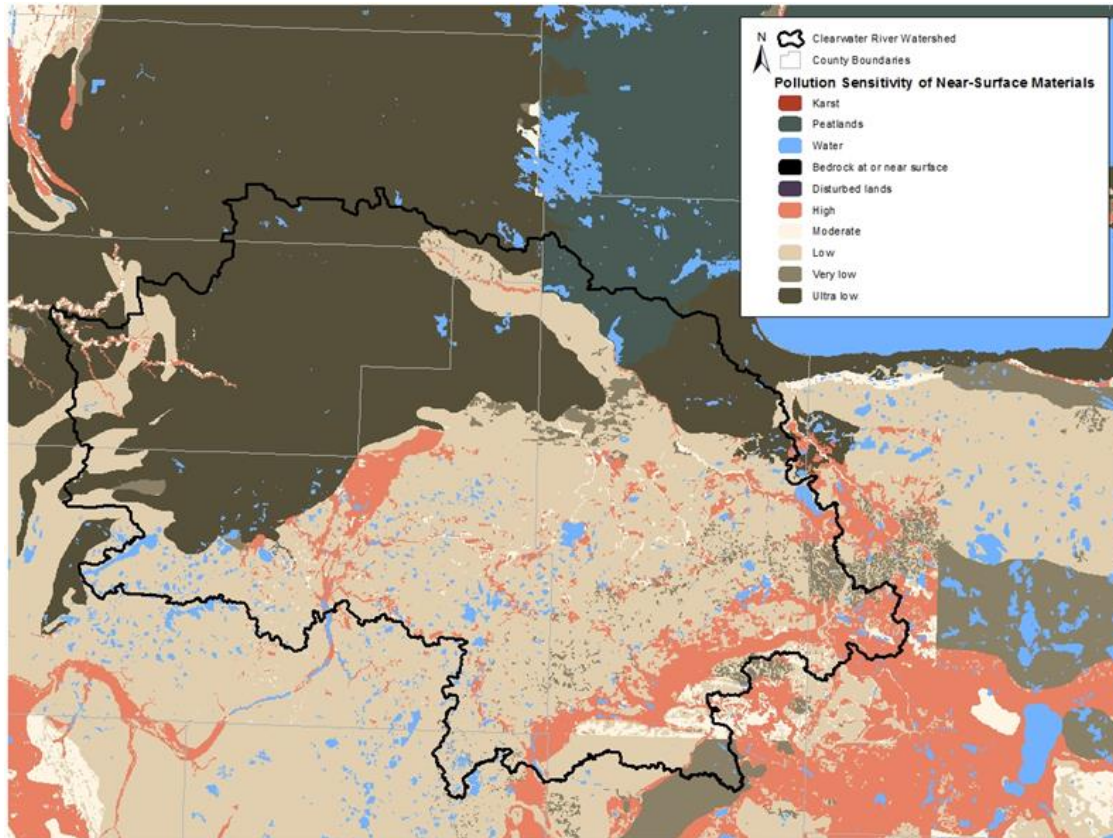 N
Clearwater River Watershed
County Boundaries
Pollution Sensitivity of Near-Surface Materials
Karst
Peatlands
Water
Bedrock at or near surface
Disturbed lands
High
Moderate
Low
Very low
Ultra low